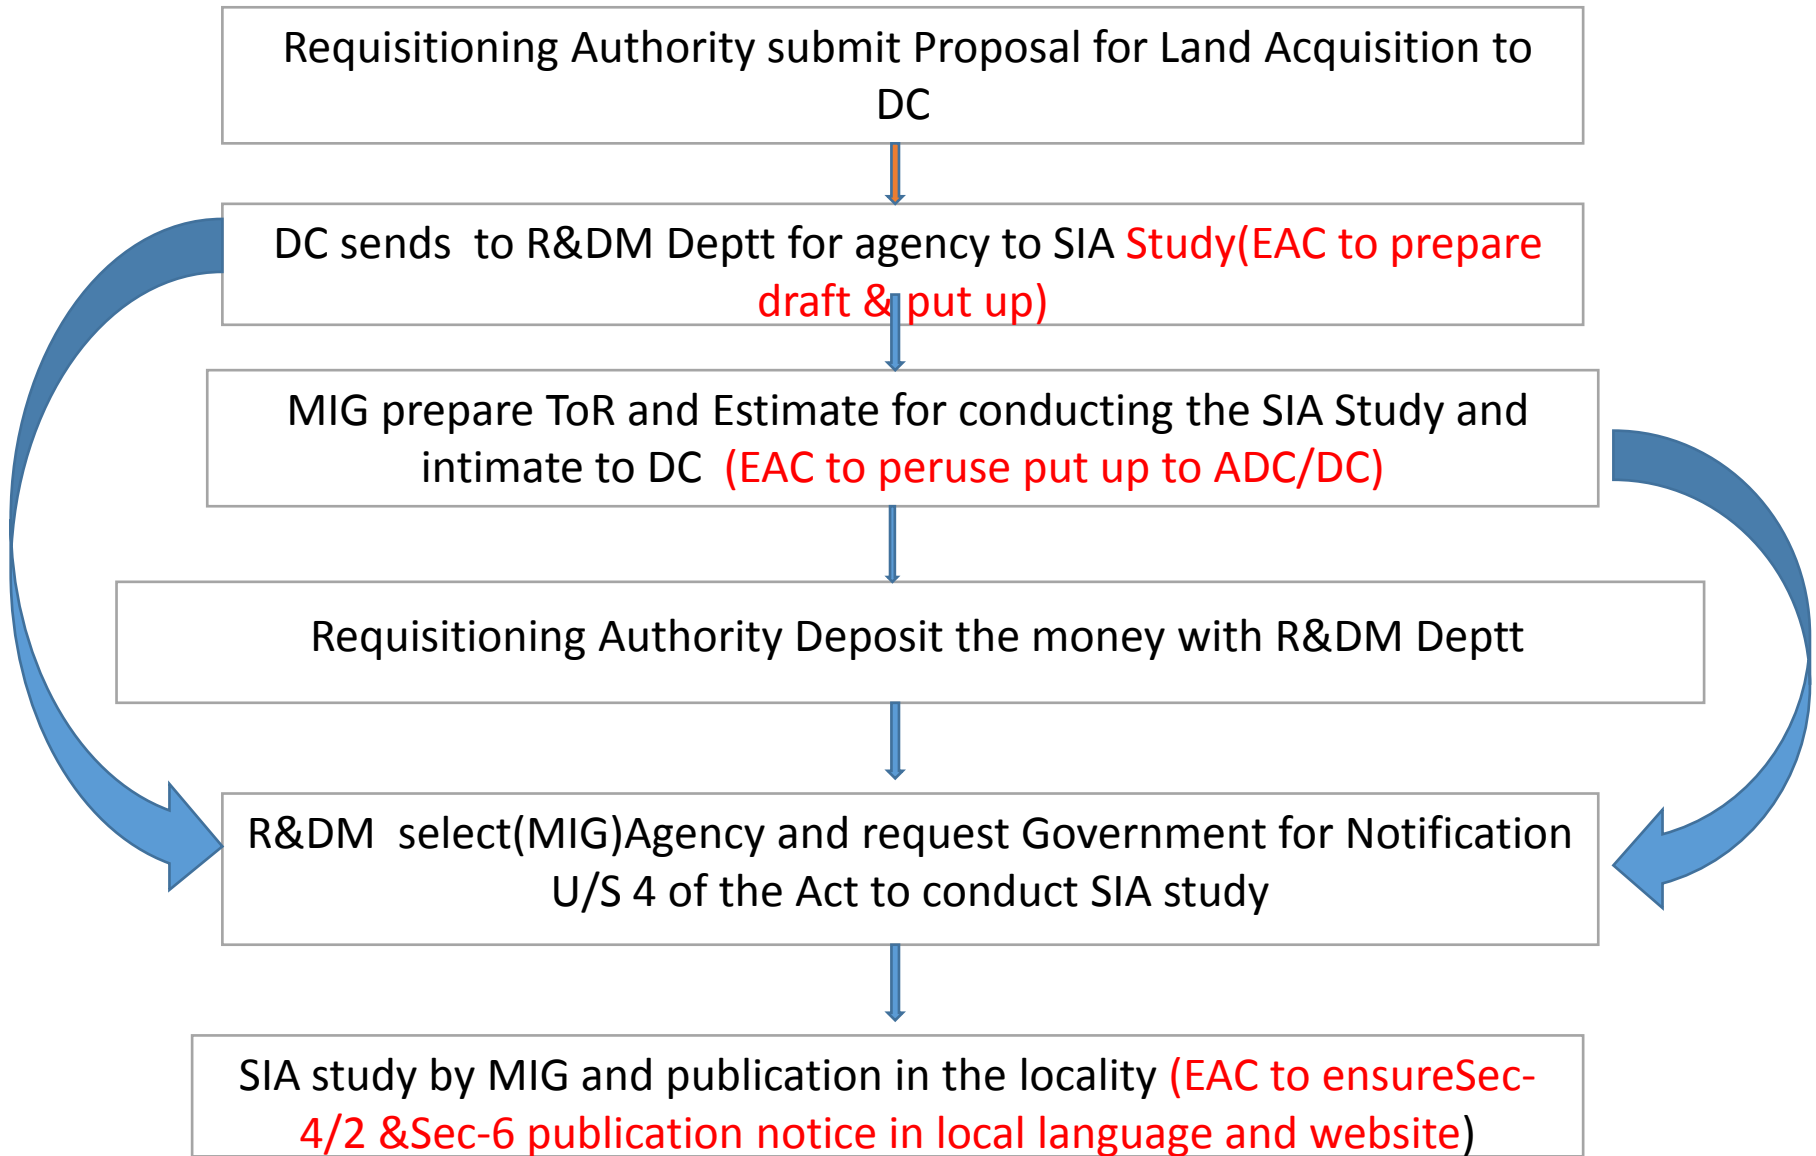 Requisitioning Authority submit Proposal for Land Acquisition to
DC
DC sends to R&DM Deptt for agency to SIA Study(EAC to prepare
draft & put up)
MIG prepare ToR and Estimate for conducting the SIA Study and
intimate to DC (EAC to peruse put up to ADC/DC)
Requisitioning Authority Deposit the money with R&DM Deptt
R&DM select(MIG)Agency and request Government for Notification
U/S 4 of the Act to conduct SIA study
SIA study by MIG and publication in the locality (EAC to ensureSec-
4/2 &Sec-6 publication notice in local language and website)